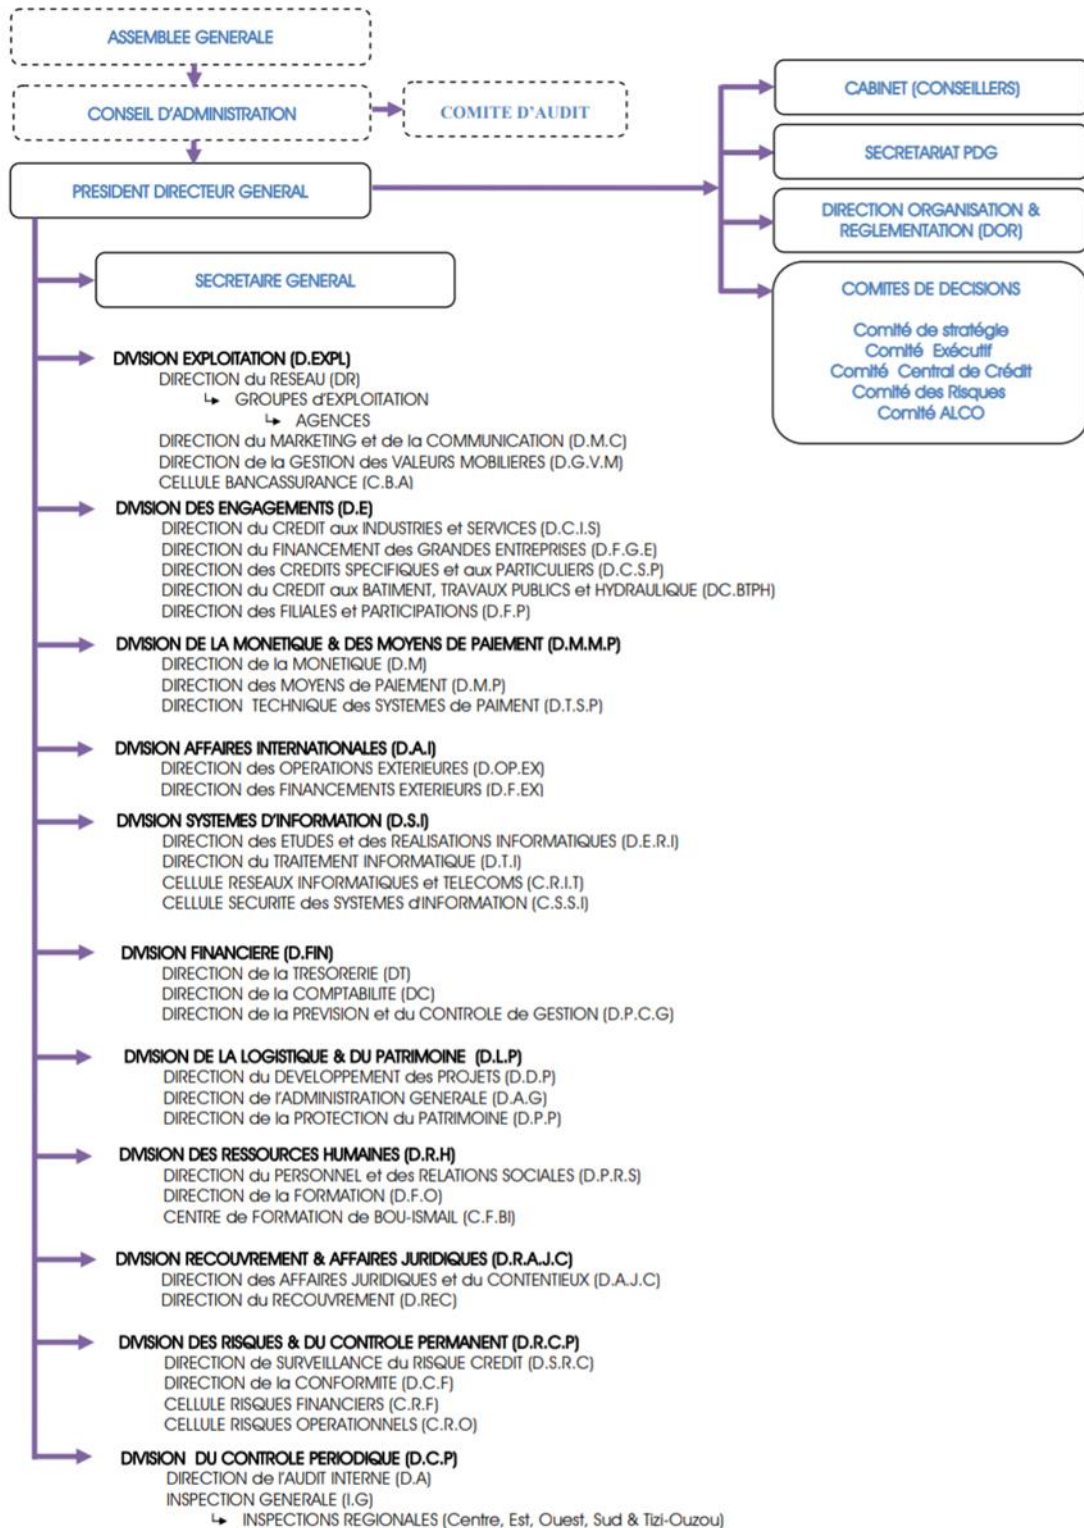 ASSEMBLEE GENERALE
CONSEIL D'ADMINISTRATION
COMITE D'AUDIT
PRESIDENT DIRECTEUR GENERAL
CABINET (CONSEILLERS)
SECRETARIAT PDG
DIRECTION ORGANISATION &
REGLEMENTATION (DOR)
COMITES DE DECISIONS
Comité de stratégie
Comité Exécutif
Comité Central de Crédit
Comité des Risques
Comité ALCO
SECRETAIRE GENERAL
DIVISION EXPLOITATION (D.EXPL)
DIRECTION du RESEAU (DR)
↳ GROUPES d'EXPLOITATION
↳ AGENCES
DIRECTION du MARKETING et de la COMMUNICATION (D.M.C)
DIRECTION de la GESTION des VALEURS MOBILIERES (D.G.V.M)
CELLULE BANCASSURANCE (C.B.A)
DIVISION DES ENGAGEMENTS (D.E)
DIRECTION du CREDIT aux INDUSTRIES et SERVICES (D.C.I.S)
DIRECTION du FINANCEMENT des GRANDES ENTREPRISES (D.F.G.E)
DIRECTION des CREDITS SPECIFIQUES et aux PARTICULIERS (D.C.S.P)
DIRECTION du CREDIT aux BATIMENT, TRAVAUX PUBLICS et HYDRAULIQUE (DC.BTPH)
DIRECTION des FILIALES et PARTICIPATIONS (D.F.P)
DIVISION DE LA MONETIQUE & DES MOYENS DE PAIEMENT (D.M.M.P)
DIRECTION de la MONETIQUE (D.M)
DIRECTION des MOYENS de PAIEMENT (D.M.P)
DIRECTION TECHNIQUE des SYSTEMES de PAIMENT (D.T.S.P)
DIVISION AFFAIRES INTERNATIONALES (D.A.I)
DIRECTION des OPERATIONS EXTERIEURES (D.OP.EX)
DIRECTION des FINANCEMENTS EXTERIEURS (D.F.EX)
DIVISION SYSTEMES D'INFORMATION (D.S.I)
DIRECTION des ETUDES et des REALISATIONS INFORMATIQUES (D.E.R.I)
DIRECTION du TRAITEMENT INFORMATIQUE (D.T.I)
CELLULE RESEAUX INFORMATIQUES et TELECOMS (C.R.I.T)
CELLULE SECURITE des SYSTEMES d'INFORMATION (C.S.S.I)
DIVISION FINANCIERE (D.FIN)
DIRECTION de la TRESORERIE (DT)
DIRECTION de la COMPTABILITE (DC)
DIRECTION de la PREVISION et du CONTROLE de GESTION (D.P.C.G)
DIVISION DE LA LOGISTIQUE & DU PATRIMOINE (D.L.P)
DIRECTION du DEVELOPPEMENT des PROJETS (D.D.P)
DIRECTION de l'ADMINISTRATION GENERALE (D.A.G)
DIRECTION de la PROTECTION du PATRIMOINE (D.P.P)
DIVISION DES RESSOURCES HUMAINES (D.R.H)
DIRECTION du PERSONNEL et des RELATIONS SOCIALES (D.P.R.S)
DIRECTION de la FORMATION (D.F.O)
CENTRE de FORMATION de BOU-ISMAIL (C.F.BI)
DIVISION RECOUVREMENT & AFFAIRES JURIDIQUES (D.R.A.J.C)
DIRECTION des AFFAIRES JURIDIQUES et du CONTENTIEUX (D.A.J.C)
DIRECTION du RECOUVREMENT (D.REC)
DIVISION DES RISQUES & DU CONTROLE PERMANENT (D.R.C.P)
DIRECTION de SURVEILLANCE du RISQUE CREDIT (D.S.R.C)
DIRECTION de la CONFORMITE (D.C.F)
CELLULE RISQUES FINANCIERS (C.R.F)
CELLULE RISQUES OPERATIONNELS (C.R.O)
DIVISION DU CONTROLE PERIODIQUE (D.C.P)
DIRECTION de l'AUDIT INTERNE (D.A)
INSPECTION GENERALE (I.G)
↳ INSPECTIONS REGIONALES (Centre, Est, Ouest, Sud & Tizi-Ouzou)